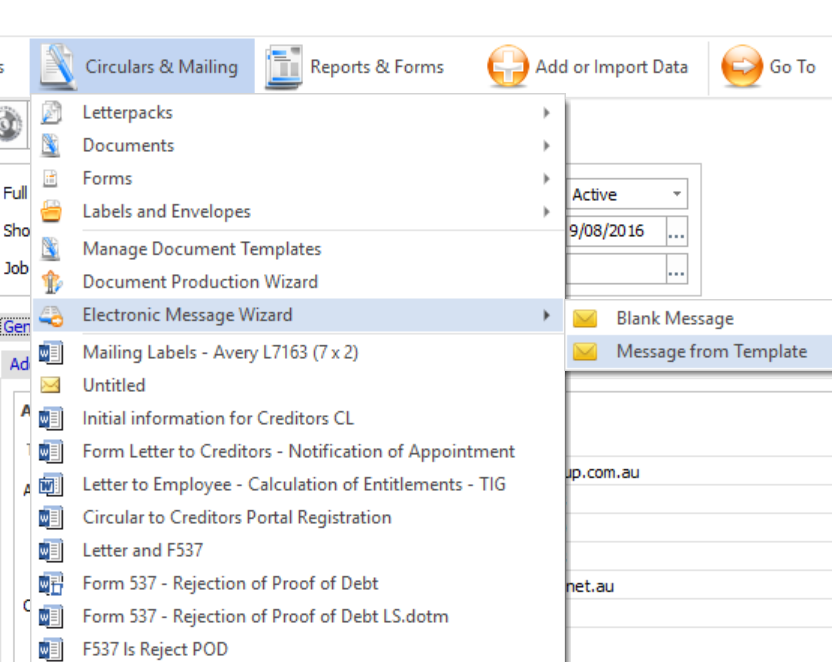 s Circulars & Mailing Reports & Forms Add or Import Data Go To
Letterpacks
Documents
Forms
Full Active
Labels and Envelopes
Sho 9/08/2016 ...
Manage Document Templates
Job ...
Document Production Wizard
Electronic Message Wizard
Blank Message
Gen
Mailing Labels - Avery L7163 (7 x 2)
Message from Template
Ad
Untitled
A
Initial information for Creditors CL
Form Letter to Creditors - Notification of Appointment
up.com.au
Letter to Employee - Calculation of Entitlements - TIG
A
Circular to Creditors Portal Registration
Letter and F537
Form 537 - Rejection of Proof of Debt
net.au
Form 537 - Rejection of Proof of Debt LS.dotm
F537 Is Reject POD